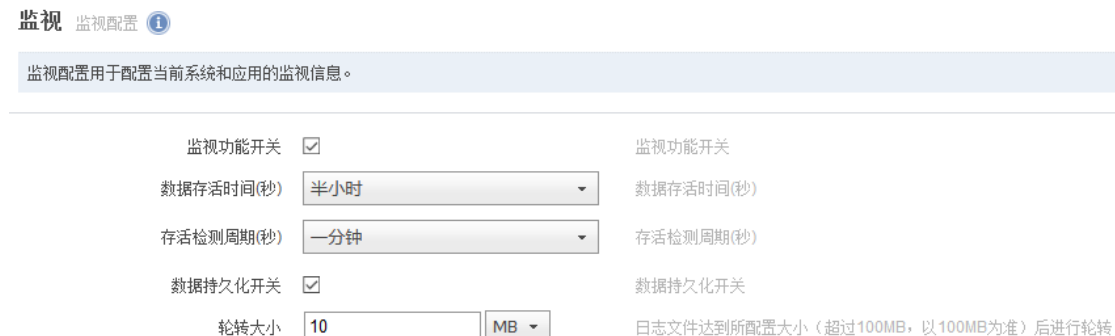 监视 监视配置
监视配置用于配置当前系统和应用的监视信息。
监视功能开关 监视功能开关
数据存活时间(秒) 半小时 数据存活时间(秒)
存活检测周期(秒) 一分钟 存活检测周期(秒)
数据持久化开关 数据持久化开关
轮转大小 10 MB 日志文件达到所配置大小（超过100MB，以100MB为准）后进行轮转